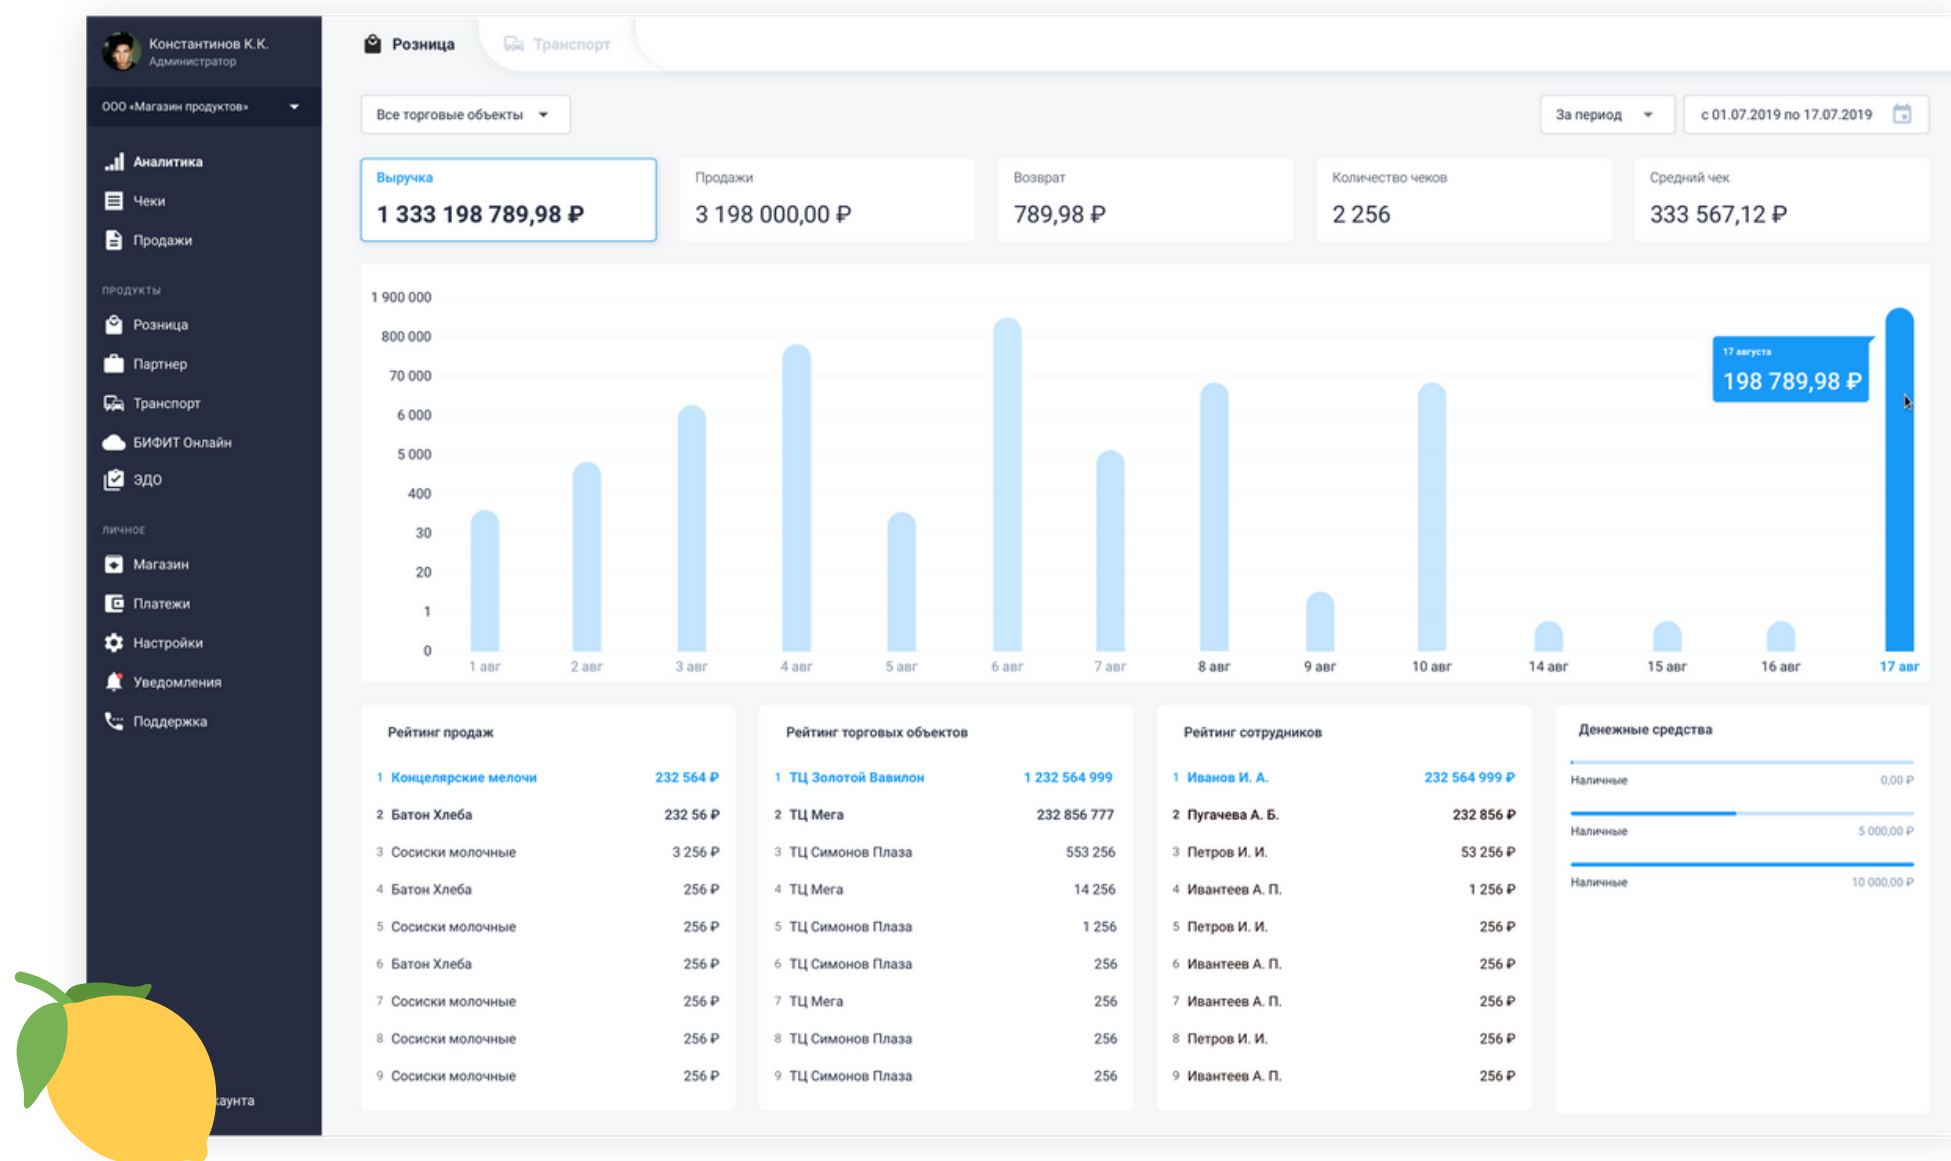 Константинов К.К.
Администратор
ООО «Магазин продуктов»
Аналитика
Чеки
Продажи
ПРОДУКТЫ
Розница
Партнер
Транспорт
БИФИТ Онлайн
ЭДО
ЛИЧНОЕ
Магазин
Платежи
Настройки
Уведомления
Поддержка
каунта
Розница
Транспорт
Все торговые объекты
За период
с 01.07.2019 по 17.07.2019
Выручка
1 333 198 789,98 ₽
Продажи
3 198 000,00 ₽
Возврат
789,98 ₽
Количество чеков
2 256
Средний чек
333 567,12 ₽
1 900 000
800 000
70 000
6 000
5 000
400
30
20
1
0
17 августа
198 789,98 ₽
1 авг 2 авг 3 авг 4 авг 5 авг 6 авг 7 авг 8 авг 9 авг 10 авг 14 авг 15 авг 16 авг 17 авг
Рейтинг продаж
1 Концелярские мелочи 232 564 ₽
2 Батон Хлеба 232 56 ₽
3 Сосиски молочные 3 256 ₽
4 Батон Хлеба 256 ₽
5 Сосиски молочные 256 ₽
6 Батон Хлеба 256 ₽
7 Сосиски молочные 256 ₽
8 Сосиски молочные 256 ₽
9 Сосиски молочные 256 ₽
Рейтинг торговых объектов
1 ТЦ Золотой Вавилон 1 232 564 999
2 ТЦ Мега 232 856 777
3 ТЦ Симонов Плаза 553 256
4 ТЦ Мега 14 256
5 ТЦ Симонов Плаза 1 256
6 ТЦ Симонов Плаза 256
7 ТЦ Мега 256
8 ТЦ Симонов Плаза 256
9 ТЦ Симонов Плаза 256
Рейтинг сотрудников
1 Иванов И. А. 232 564 999 ₽
2 Пугачева А. Б. 232 856 ₽
3 Петров И. И. 53 256 ₽
4 Ивантеев А. П. 1 256 ₽
5 Петров И. И. 256 ₽
6 Ивантеев А. П. 256 ₽
7 Ивантеев А. П. 256 ₽
8 Петров И. И. 256 ₽
9 Ивантеев А. П. 256 ₽
Денежные средства
Наличные 0,00 ₽
Наличные 5 000,00 ₽
Наличные 10 000,00 ₽